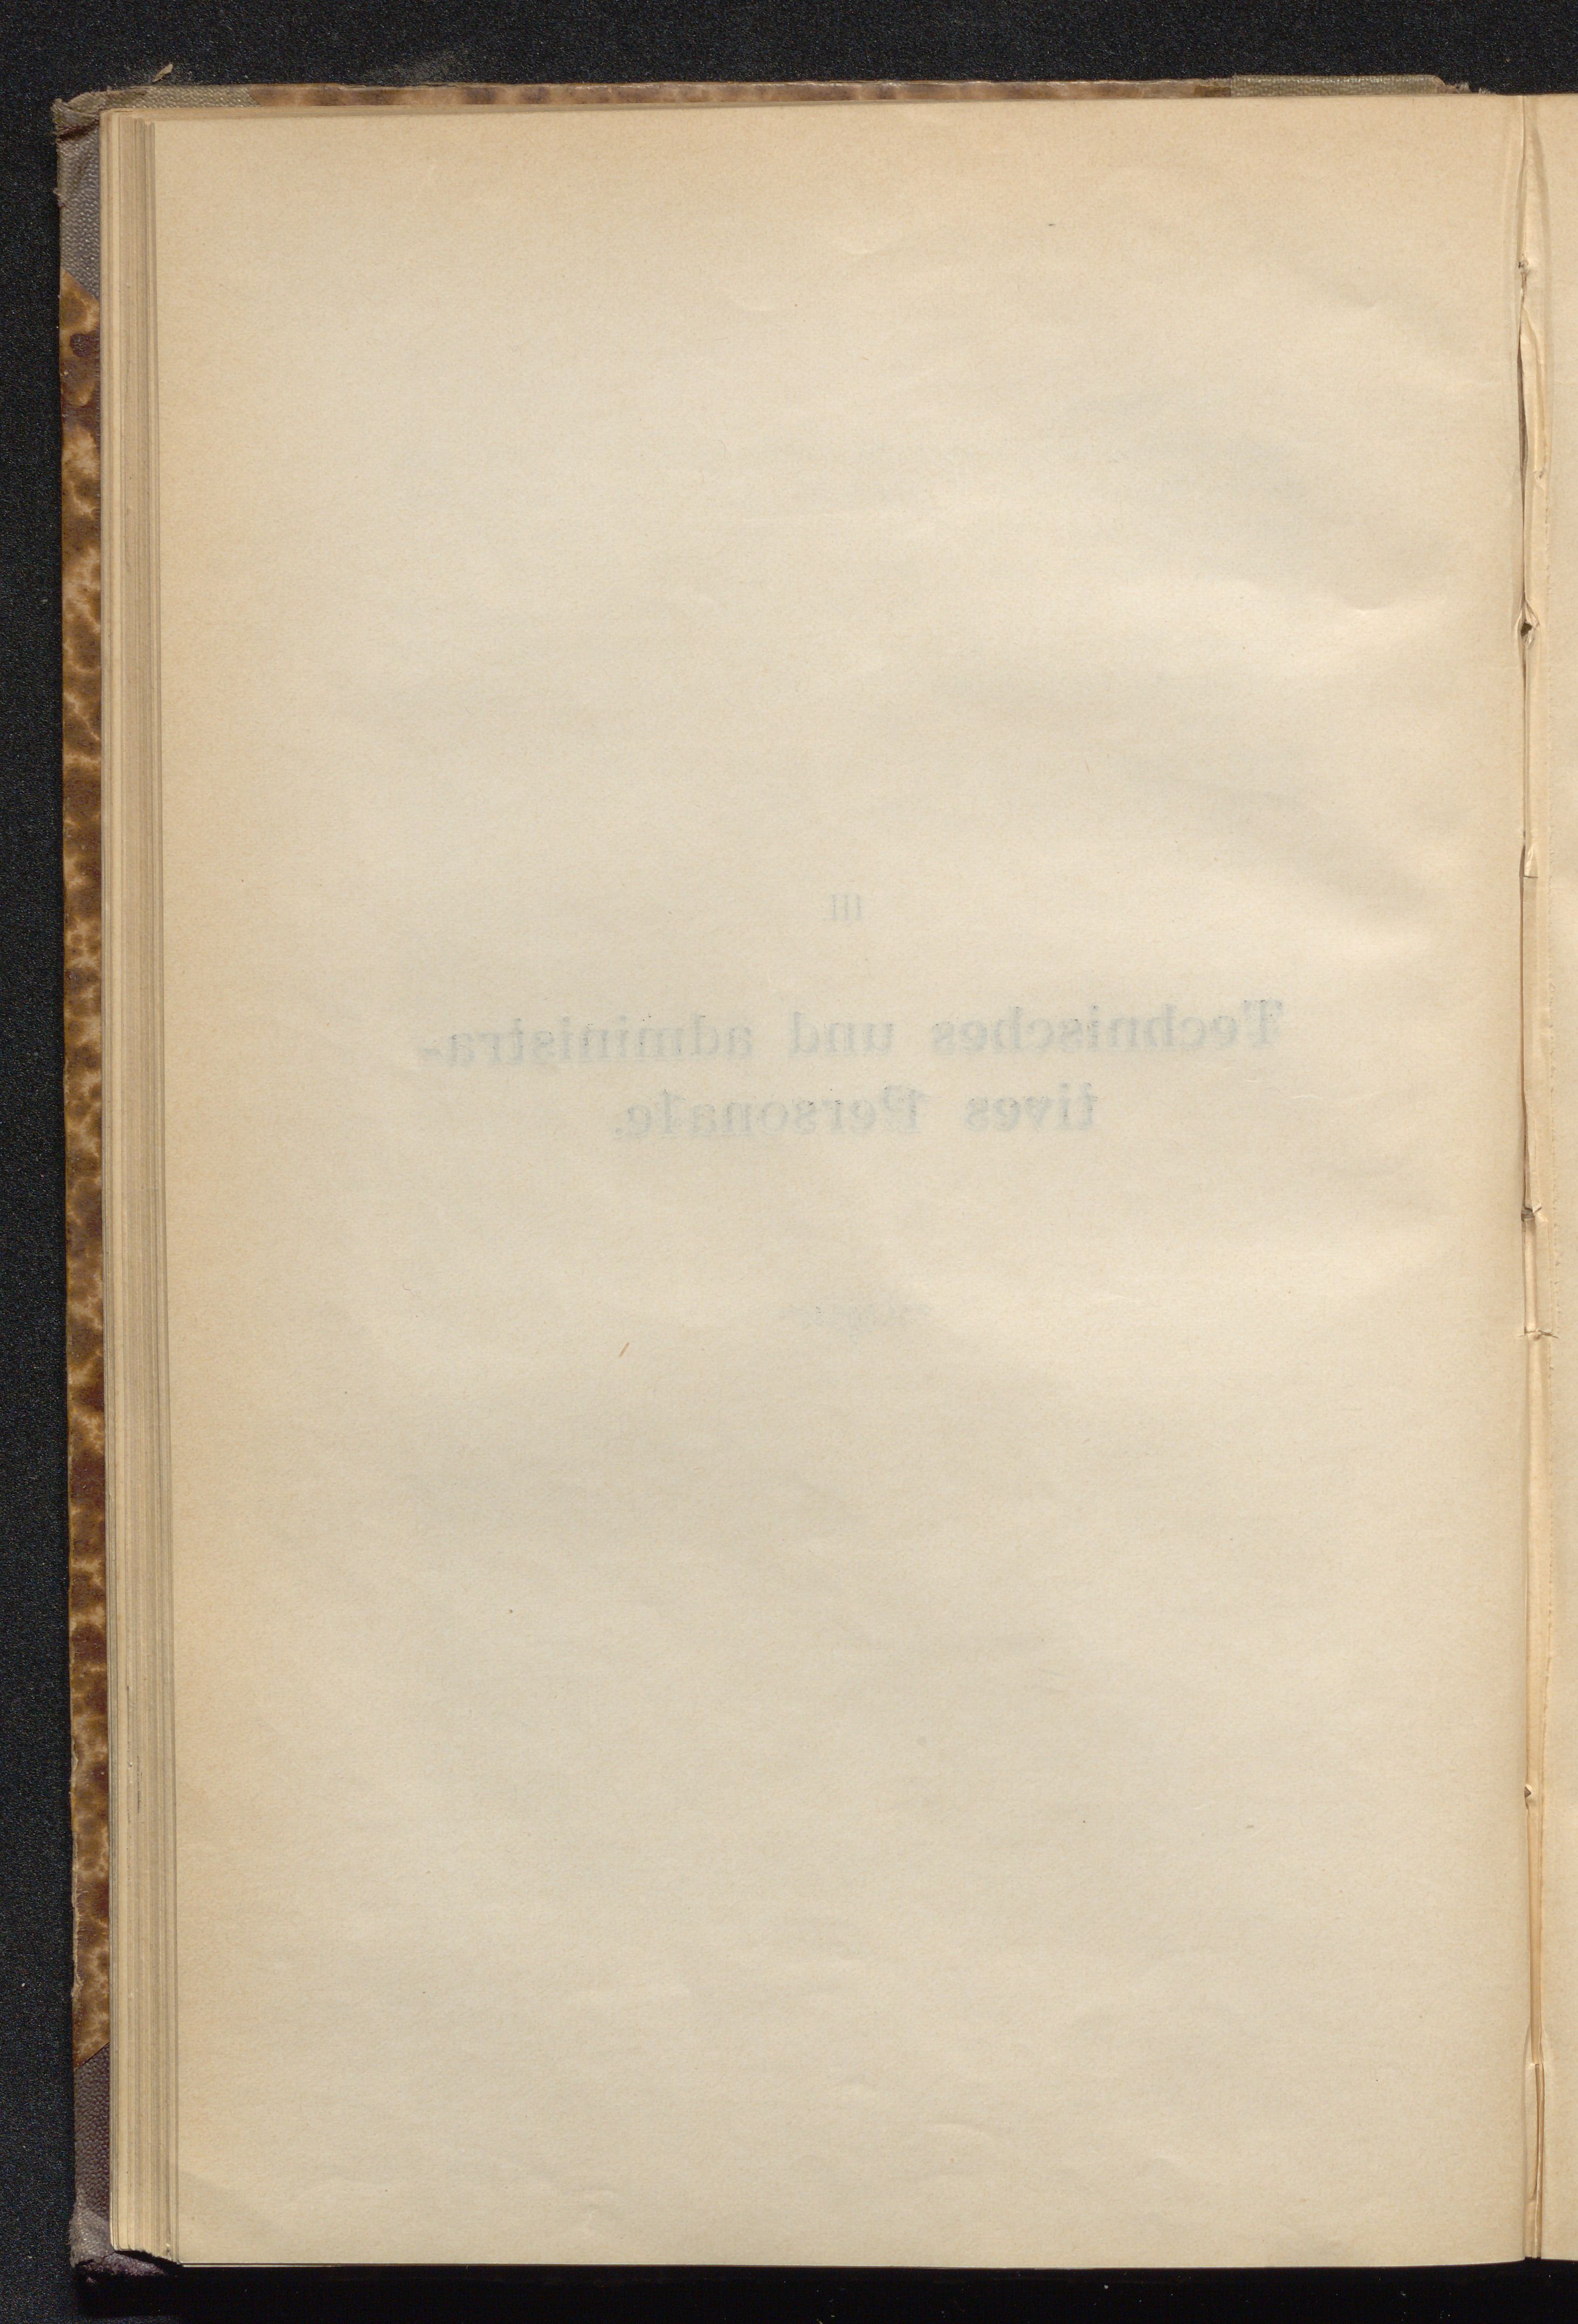 III
Technisches und administra-
tives Personale.